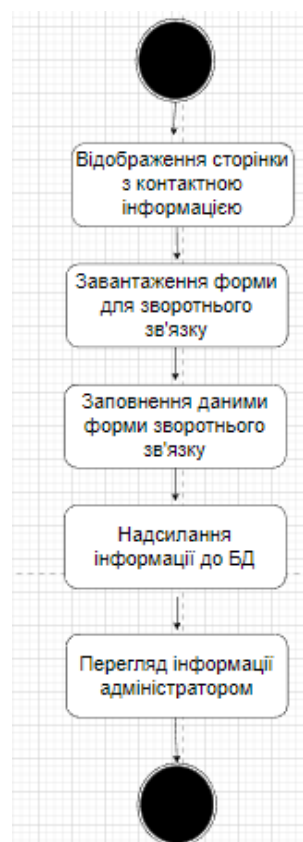 Відображення сторінки
з контактною
інформацією
Завантаження форми
для зворотнього
зв'язку
Заповнення даними
форми зворотнього
зв'язку
Надсилання
інформації до БД
Перегляд інформації
адміністратором